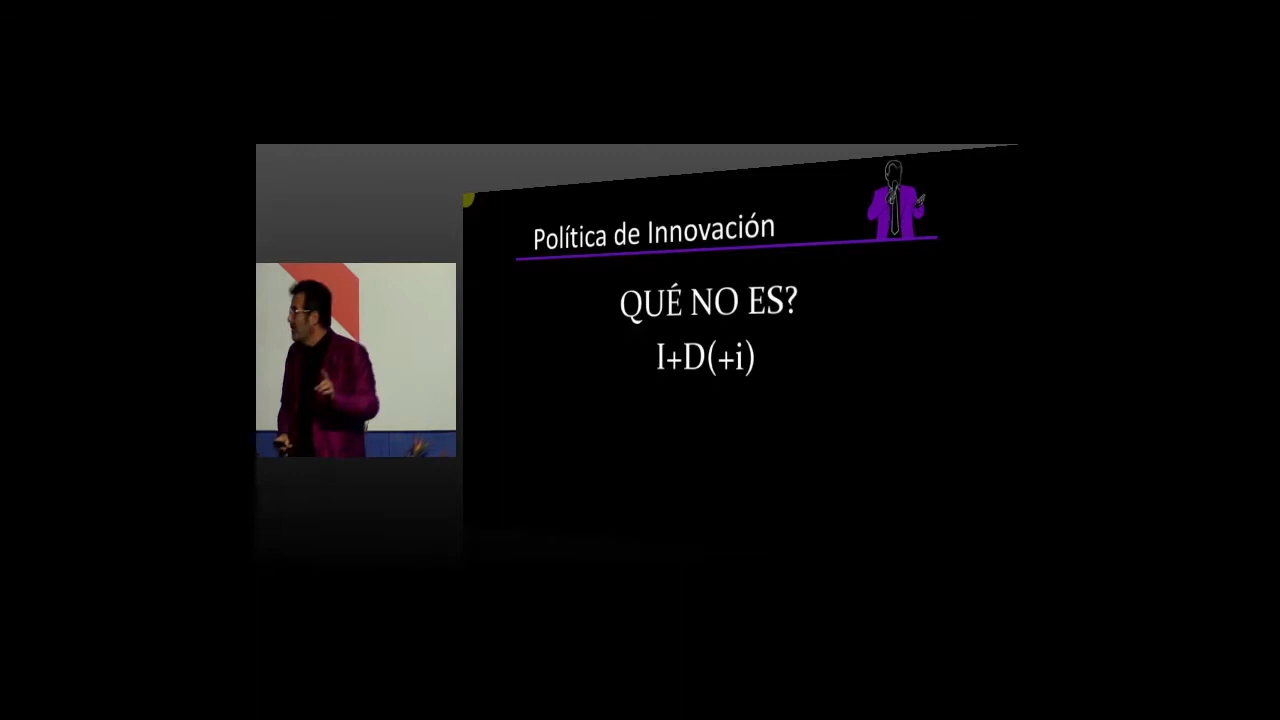 Política de Innovación
QUÉ NO ES?
I+D(+i)